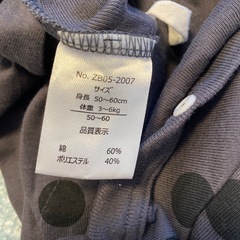 No. ZB05-2007
サイズ
身長 50~60cm
体重 3~6kg
50-60
品質表示
綿 60%
ポリエステル 40%